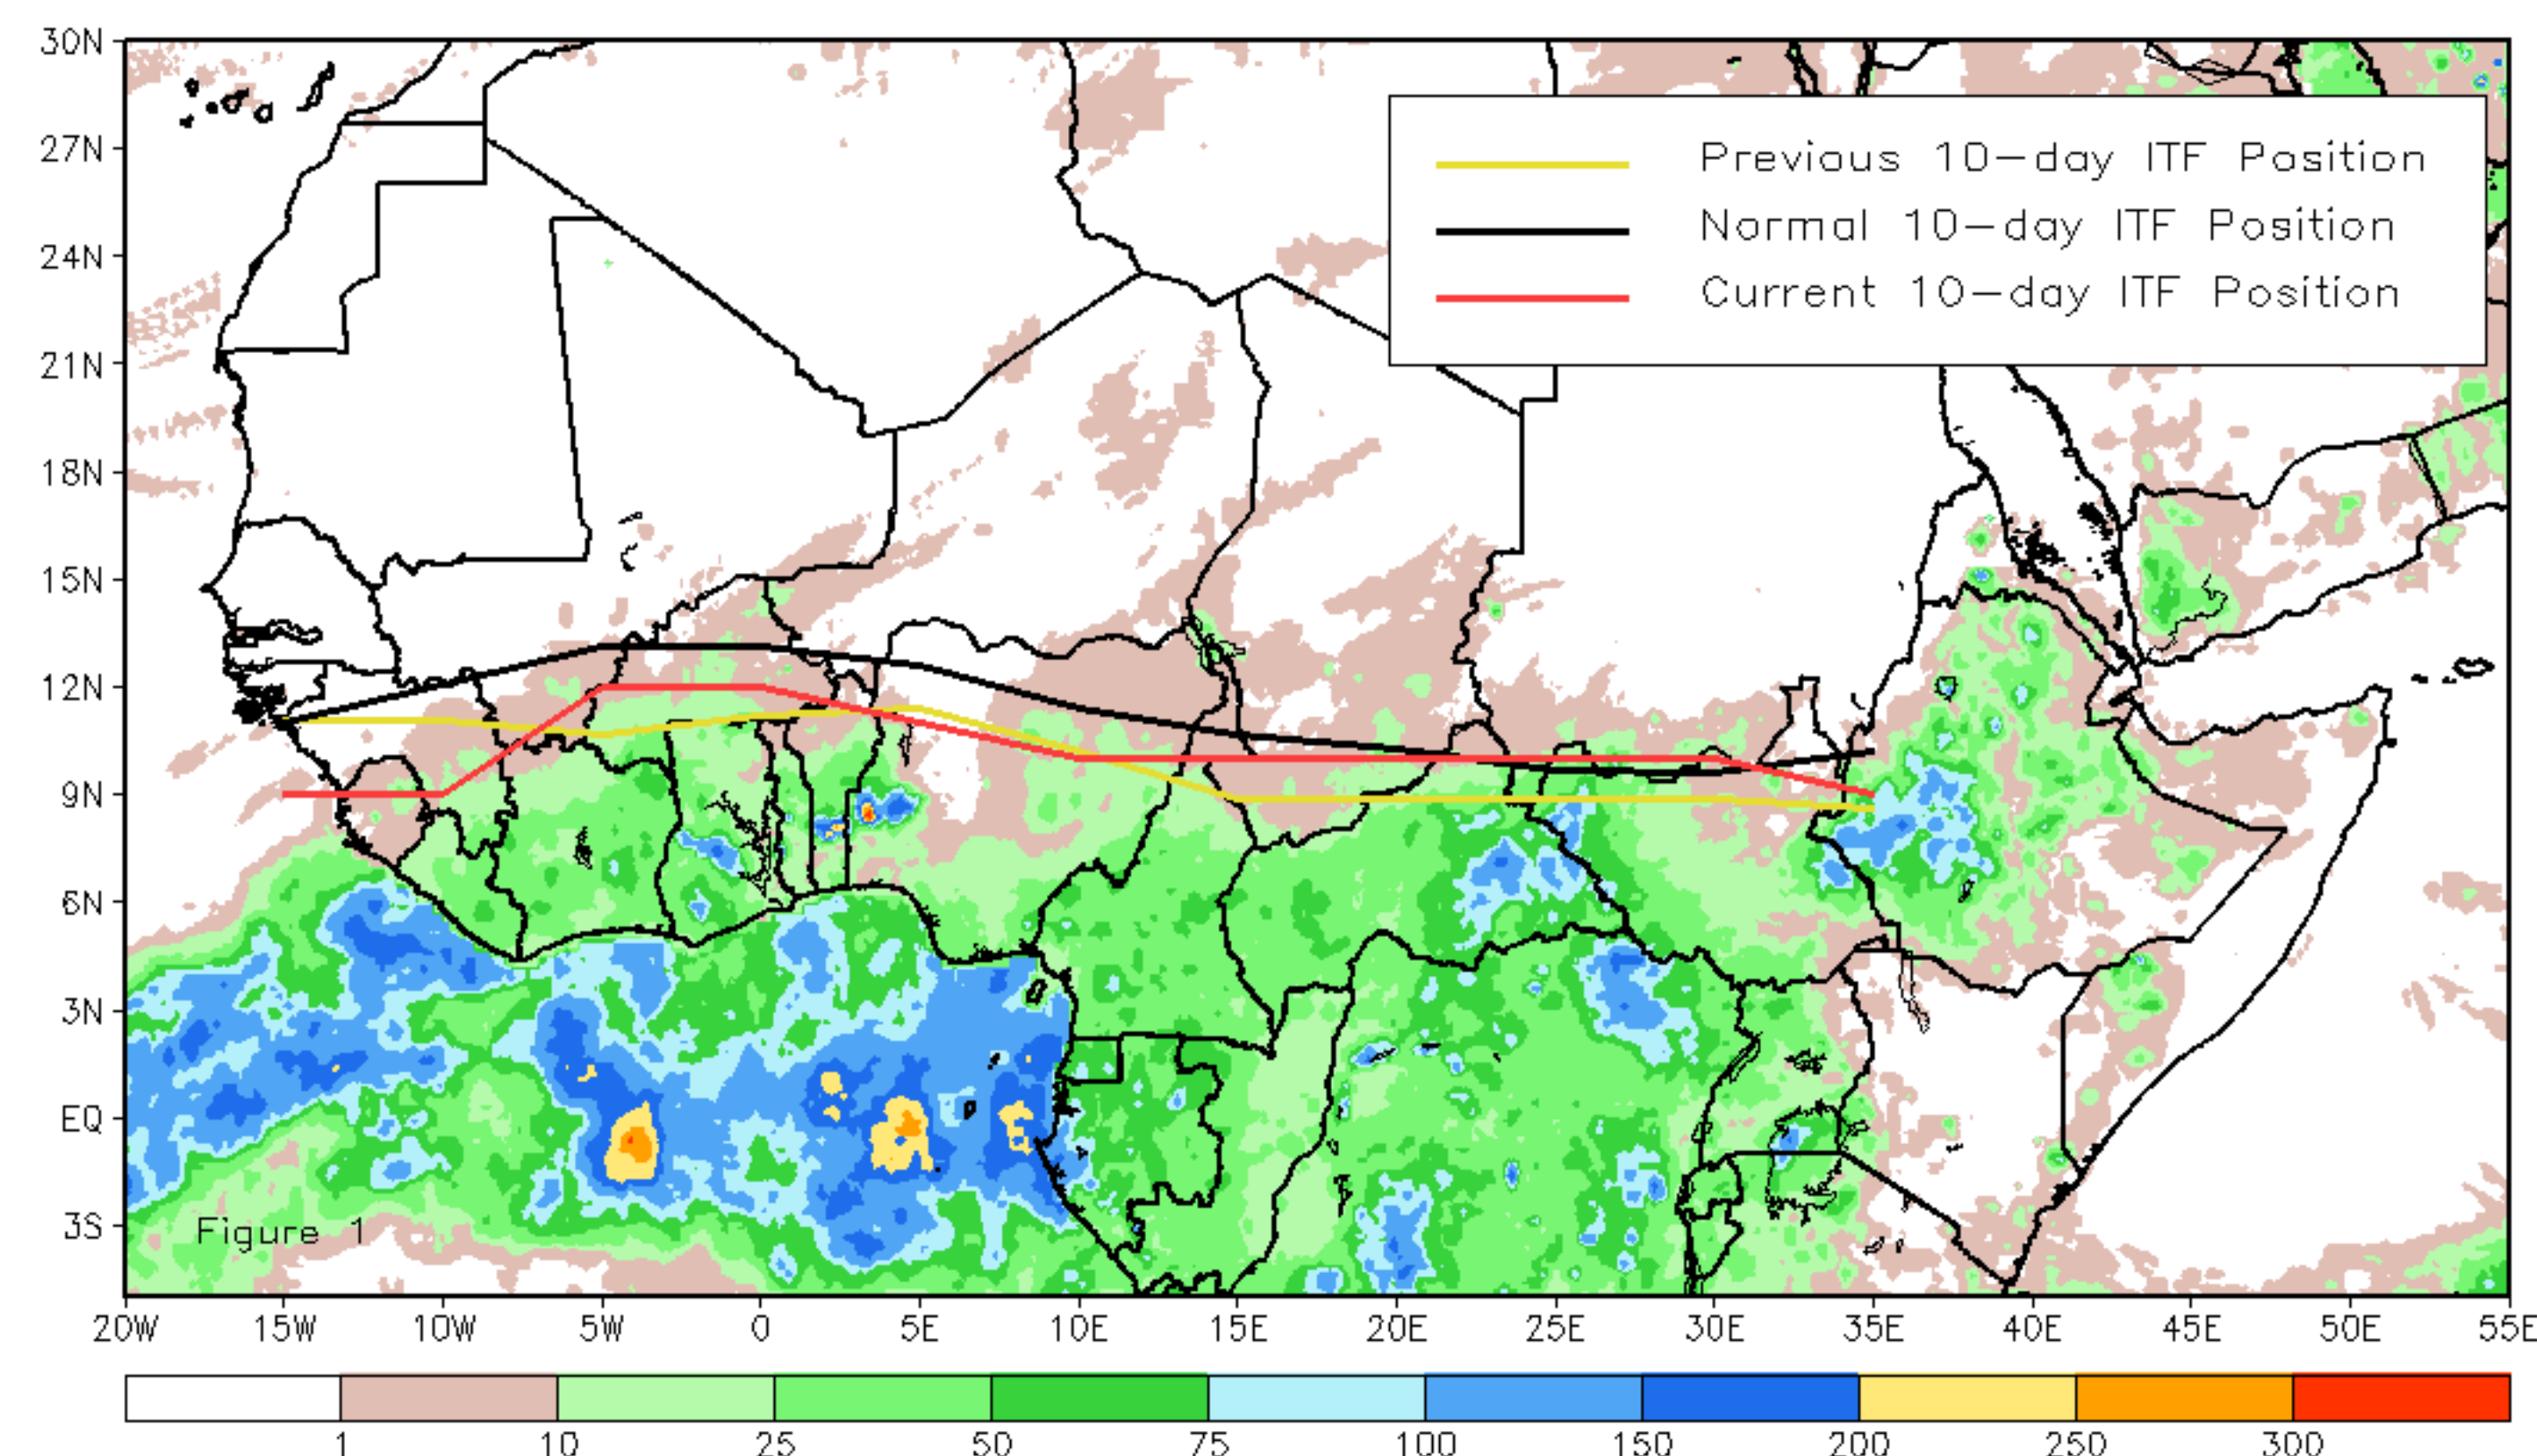 30N
27N
24N
21N
18N
15N
12N
9N
6N
3N
EQ
3S
Previous 10-day ITF Position
Normal 10-day ITF Position
Current 10-day ITF Position
Figure 1
20W 15W 10W 5W 0 5E 10E 15E 20E 25E 30E 35E 40E 45E 50E 55E
1 10 25 50 75 100 150 200 250 300